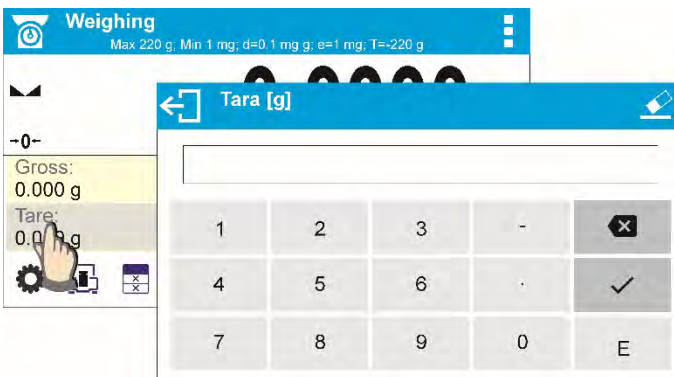 Weighing
Max 220 g; Min 1 mg; d=0.1 mg g; e=1 mg; T=-220 g
Tara [g]
→0←
Gross:
0.000 g
Tare:
g
1 2 3 -
4 5 6 .
7 8 9 0 E